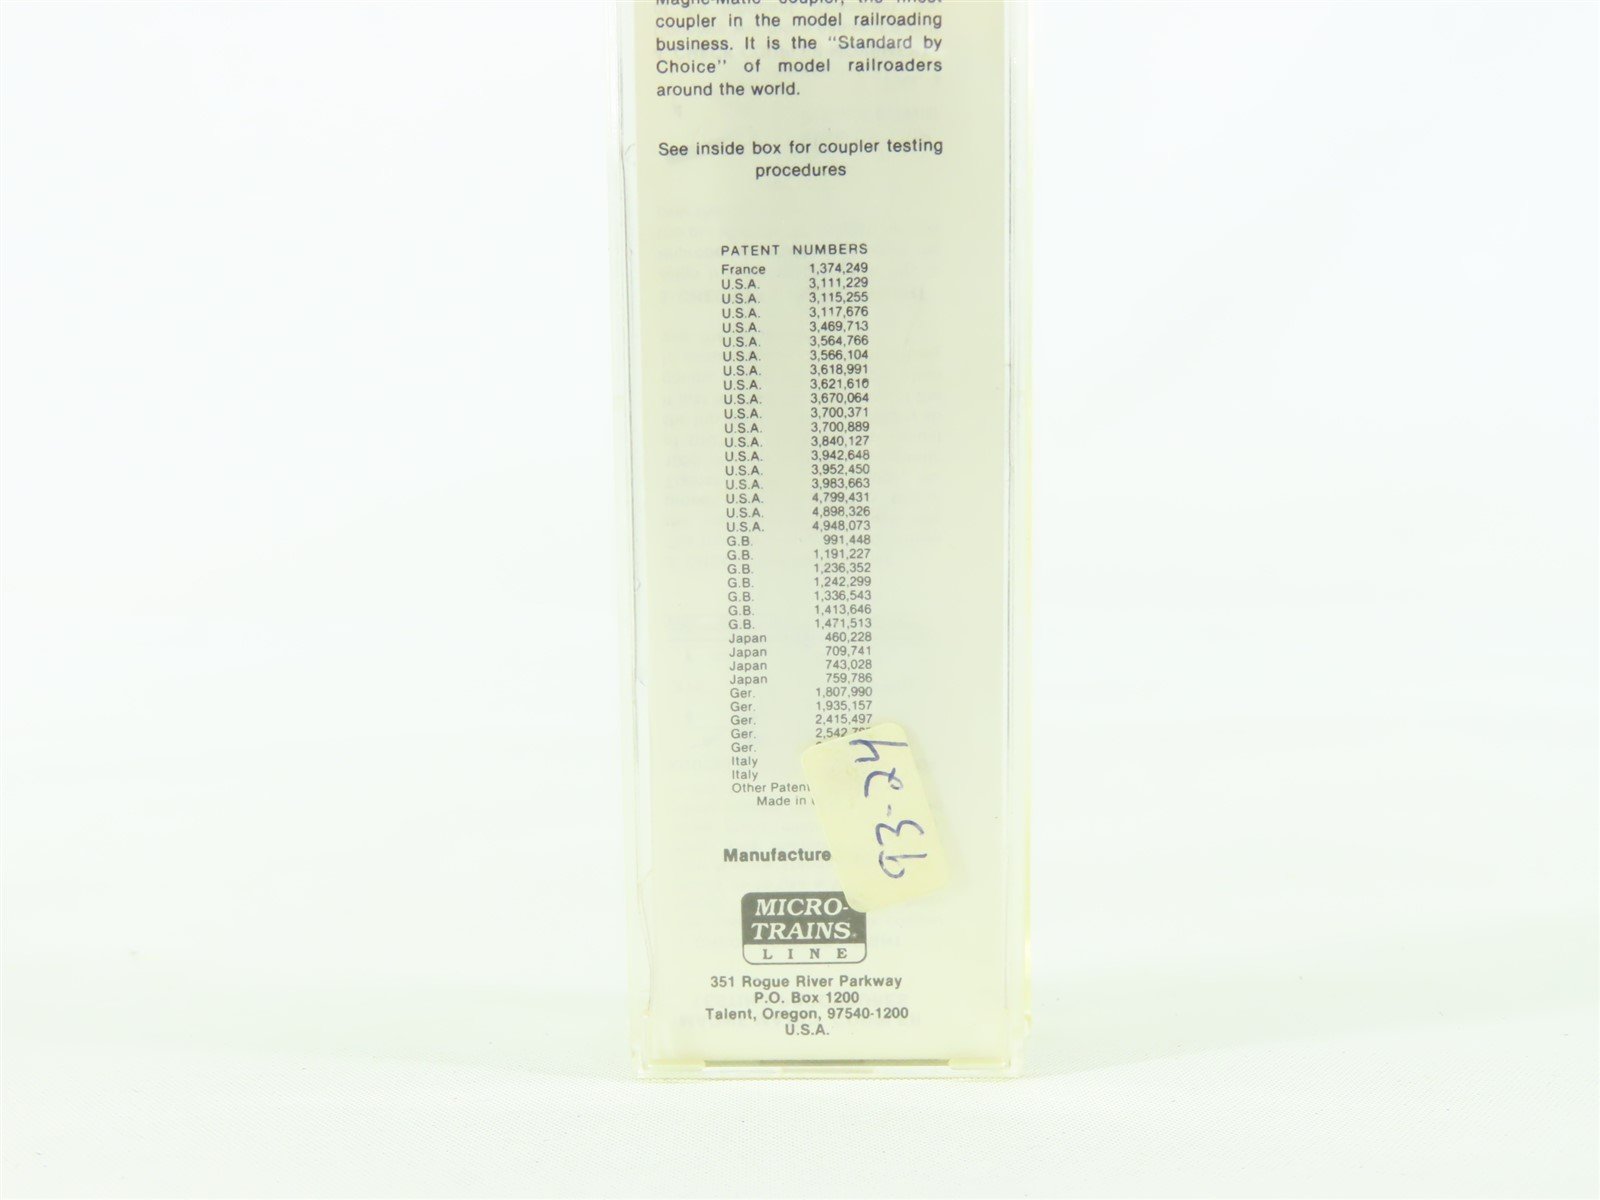 coupler in the model railroading
business. It is the "Standard by
Choice" of model railroaders
around the world.
See inside box for coupler testing
procedures
PATENT NUMBERS
France 1,374,249
U.S.A. 3,111,229
U.S.A. 3,115,255
U.S.A. 3,117,676
U.S.A. 3,469,713
U.S.A. 3,564,766
U.S.A. 3,566,104
U.S.A. 3,618,991
U.S.A. 3,621,610
U.S.A. 3,670,064
U.S.A. 3,700,371
U.S.A. 3,700,889
U.S.A. 3,840,127
U.S.A. 3,942,648
U.S.A. 3,952,450
U.S.A. 3,983,663
U.S.A. 4,799,431
U.S.A. 4,898,326
U.S.A. 4,948,073
G.B. 991,448
G.B. 1,191,227
G.B. 1,236,352
G.B. 1,242,299
G.B. 1,336,543
G.B. 1,413,646
G.B. 1,471,513
Japan 460,228
Japan 709,741
Japan 743,028
Japan 759,786
Ger. 1,807,990
Ger. 1,935,157
Ger. 2,415,497
Ger.
Ger.
Italy
Italy
Other Paten
Made in
Manufacture
MICRO-
TRAINS
LINE
351 Rogue River Parkway
P.O. Box 1200
Talent, Oregon, 97540-1200
U.S.A.